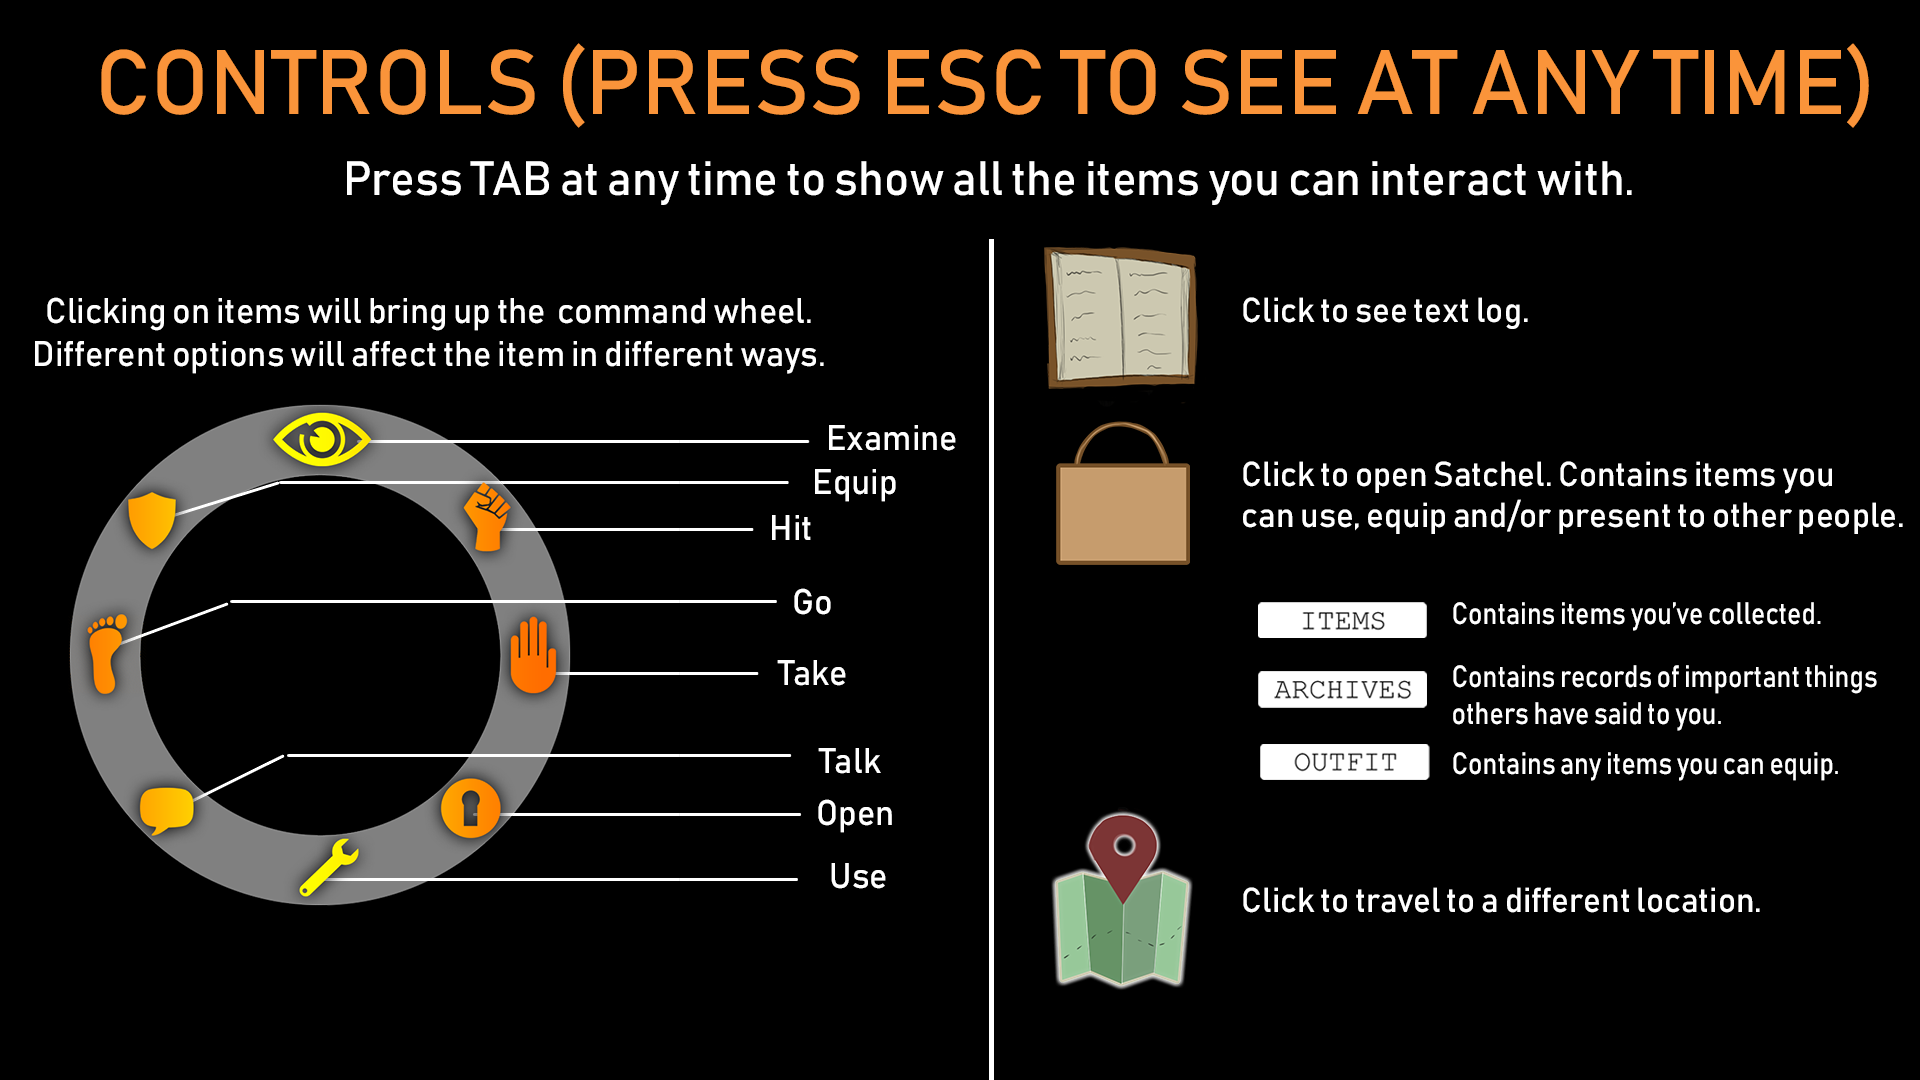 CONTROLS (PRESS ESC TO SEE AT ANY TIME)
Press TAB at any time to show all the items you can interact with.
Clicking on items will bring up the command wheel.
Different options will affect the item in different ways.
Examine
Equip
Hit
Go
Take
Talk
Open
Use
Click to see text log.
Click to open Satchel. Contains items you
can use, equip and/or present to other people.
ITEMS
Contains items you've collected.
ARCHIVES
Contains records of important things
others have said to you.
OUTFIT
Contains any items you can equip.
Click to travel to a different location.